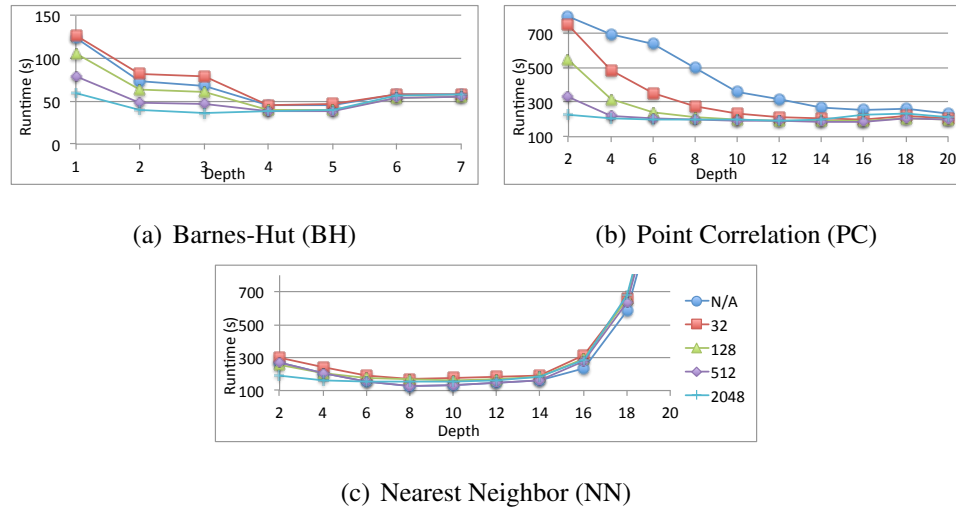 150
100
50
0
Runtime (s)
1 2 3 4 5 6 7
Depth
(a) Barnes-Hut (BH)
700
500
300
100
Runtime (s)
2 4 6 8 10 12 14 16 18 20
Depth
(b) Point Correlation (PC)
700
500
300
100
Runtime (s)
2 4 6 8 10 12 14 16 18 20
Depth
N/A
32
128
512
2048
(c) Nearest Neighbor (NN)